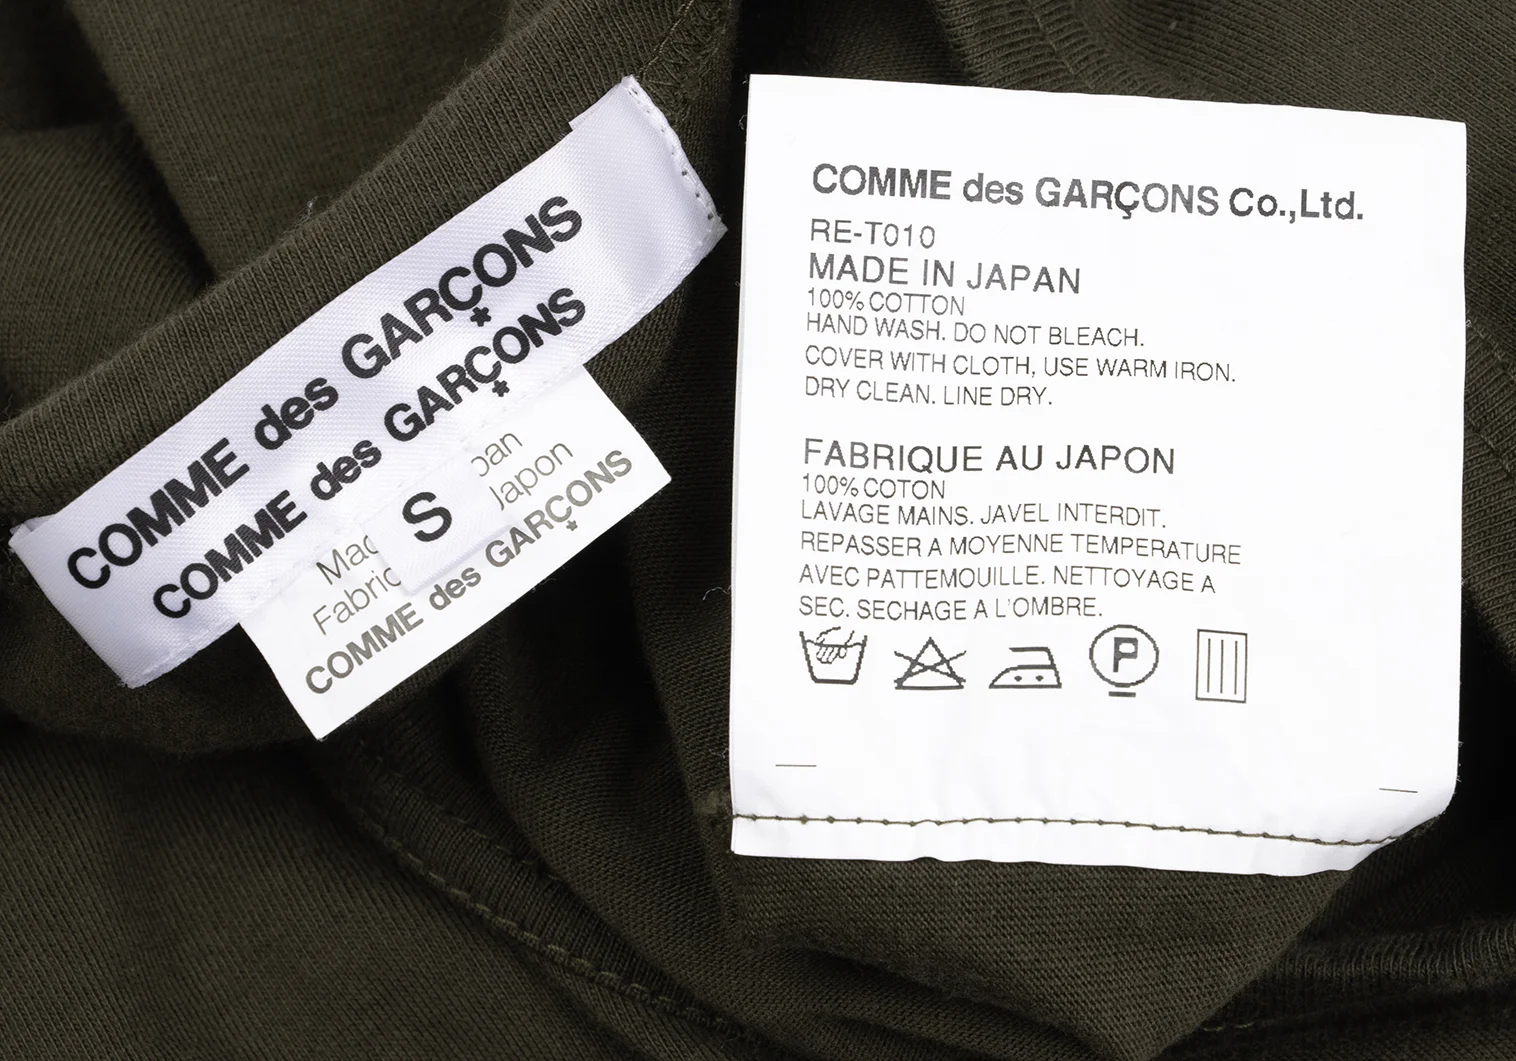 COMME des GARÇONS
COMME des GARÇONS
S
Japon
COMME des GARÇONS
COMME des GARÇONS Co.,Ltd.
RE-T010
MADE IN JAPAN
100% COTTON
HAND WASH. DO NOT BLEACH.
COVER WITH CLOTH, USE WARM IRON.
DRY CLEAN. LINE DRY.
FABRIQUE AU JAPON
100% COTON
LAVAGE MAINS. JAVEL INTERDIT.
REPASSER A MOYENNE TEMPERATURE
AVEC PATTEMOUILLE. NETTOYAGE A
SEC. SECHAGE A L'OMBRE.
P